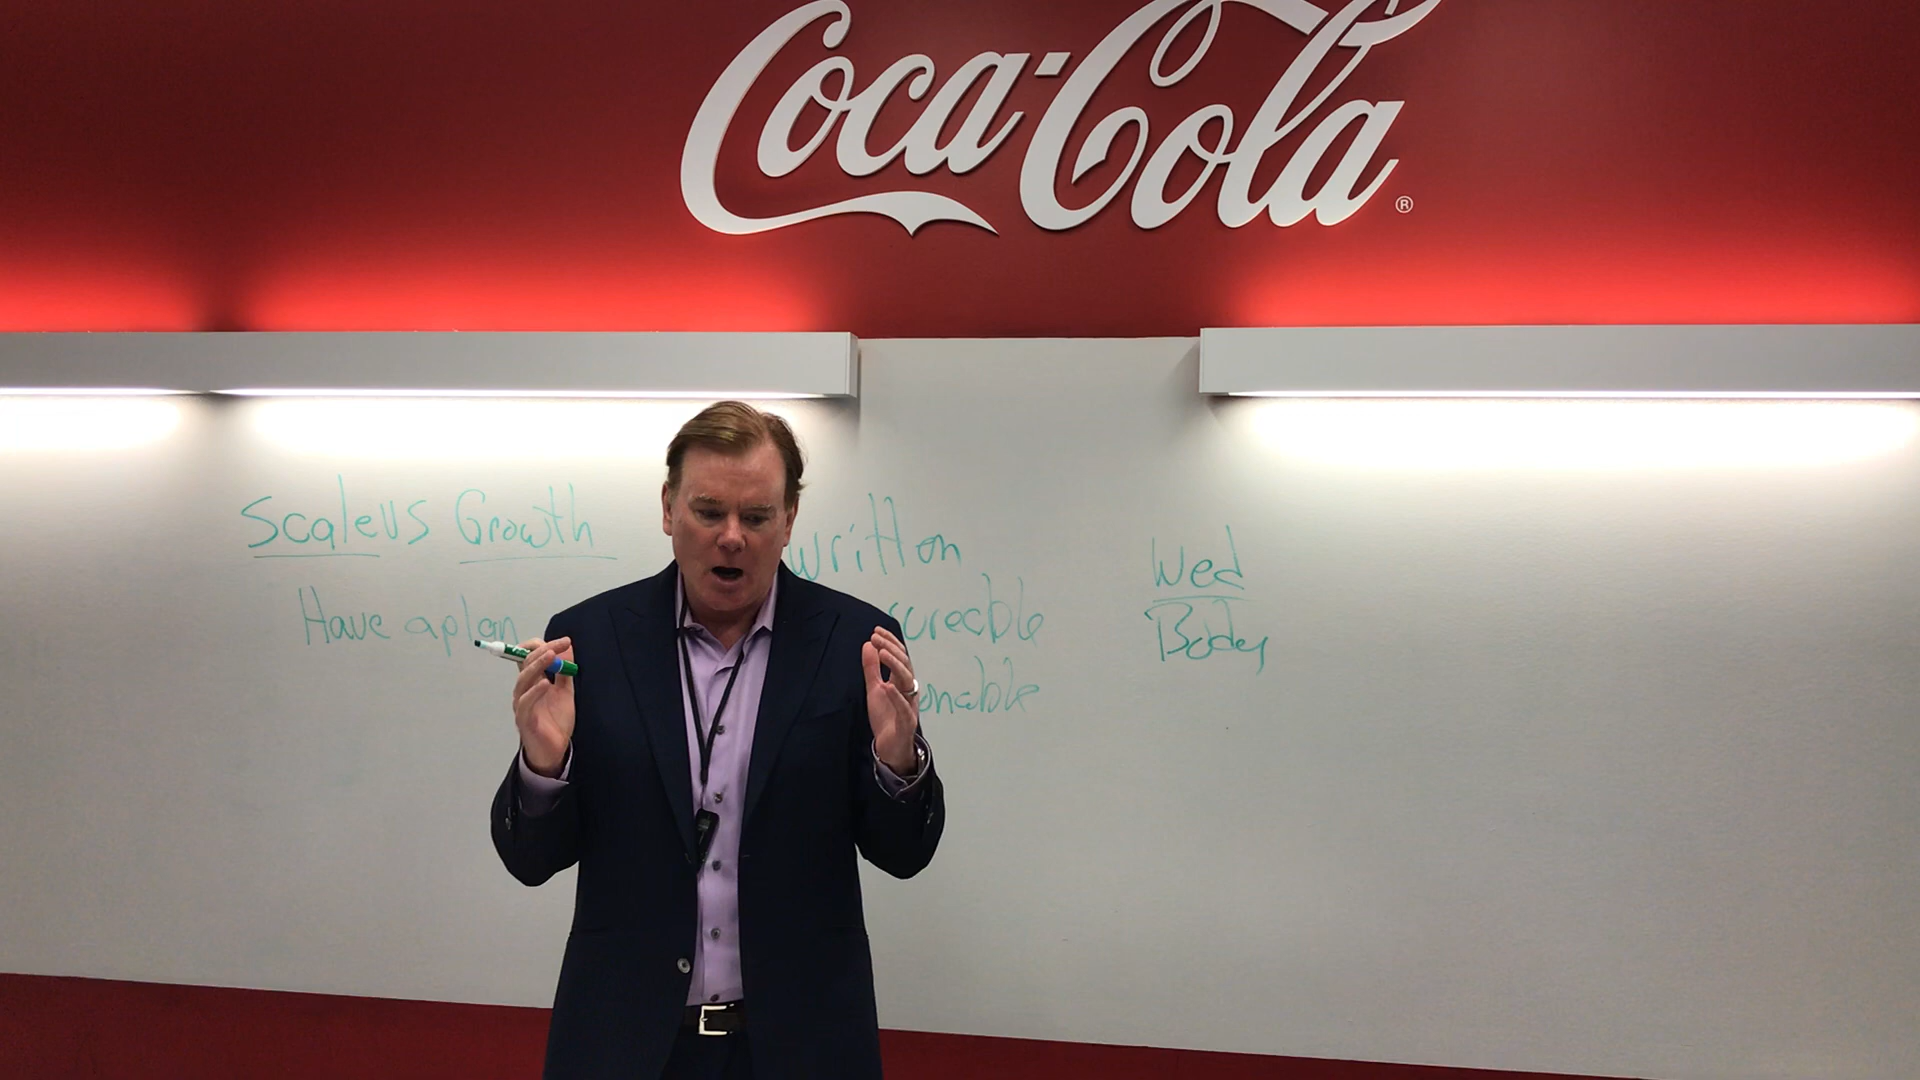 Coca-Cola ®
Scale vs Growth
Have a plan
written
Wed
Body